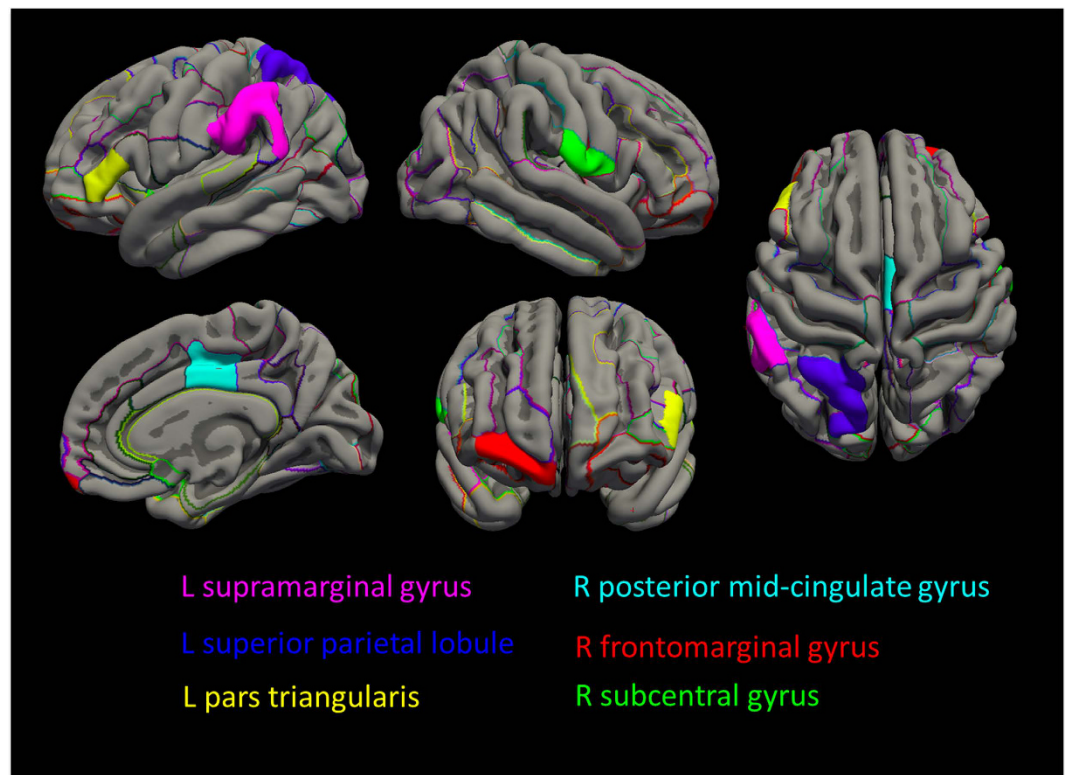 L supramarginal gyrus
L superior parietal lobule
L pars triangularis
R posterior mid-cingulate gyrus
R frontomarginal gyrus
R subcentral gyrus